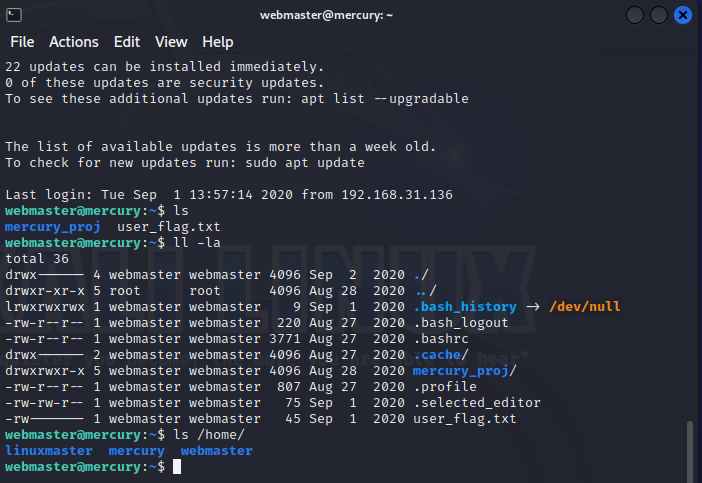 webmaster@mercury: ~
File Actions Edit View Help
22 updates can be installed immediately.
0 of these updates are security updates.
To see these additional updates run: apt list --upgradable
The list of available updates is more than a week old.
To check for new updates run: sudo apt update
Last login: Tue Sep  1 13:57:14 2020 from 192.168.31.136
webmaster@mercury:~$ ls
mercury_proj  user_flag.txt
webmaster@mercury:~$ ll -la
total 36
drwx------ 4 webmaster webmaster 4096 Sep  2  2020 ./
drwxr-xr-x 5 root      root      4096 Aug 28  2020 ../
lrwxrwxrwx 1 webmaster webmaster    9 Sep  1  2020 .bash_history -> /dev/null
-rw-r--r-- 1 webmaster webmaster  220 Aug 27  2020 .bash_logout
-rw-r--r-- 1 webmaster webmaster 3771 Aug 27  2020 .bashrc
drwx------ 2 webmaster webmaster 4096 Aug 27  2020 .cache/
drwxrwxr-x 5 webmaster webmaster 4096 Aug 28  2020 mercury_proj/
-rw-r--r-- 1 webmaster webmaster  807 Aug 27  2020 .profile
-rw-rw-r-- 1 webmaster webmaster   75 Sep  1  2020 .selected_editor
-rw------- 1 webmaster webmaster   45 Sep  1  2020 user_flag.txt
webmaster@mercury:~$ ls /home/
linuxmaster  mercury  webmaster
webmaster@mercury:~$